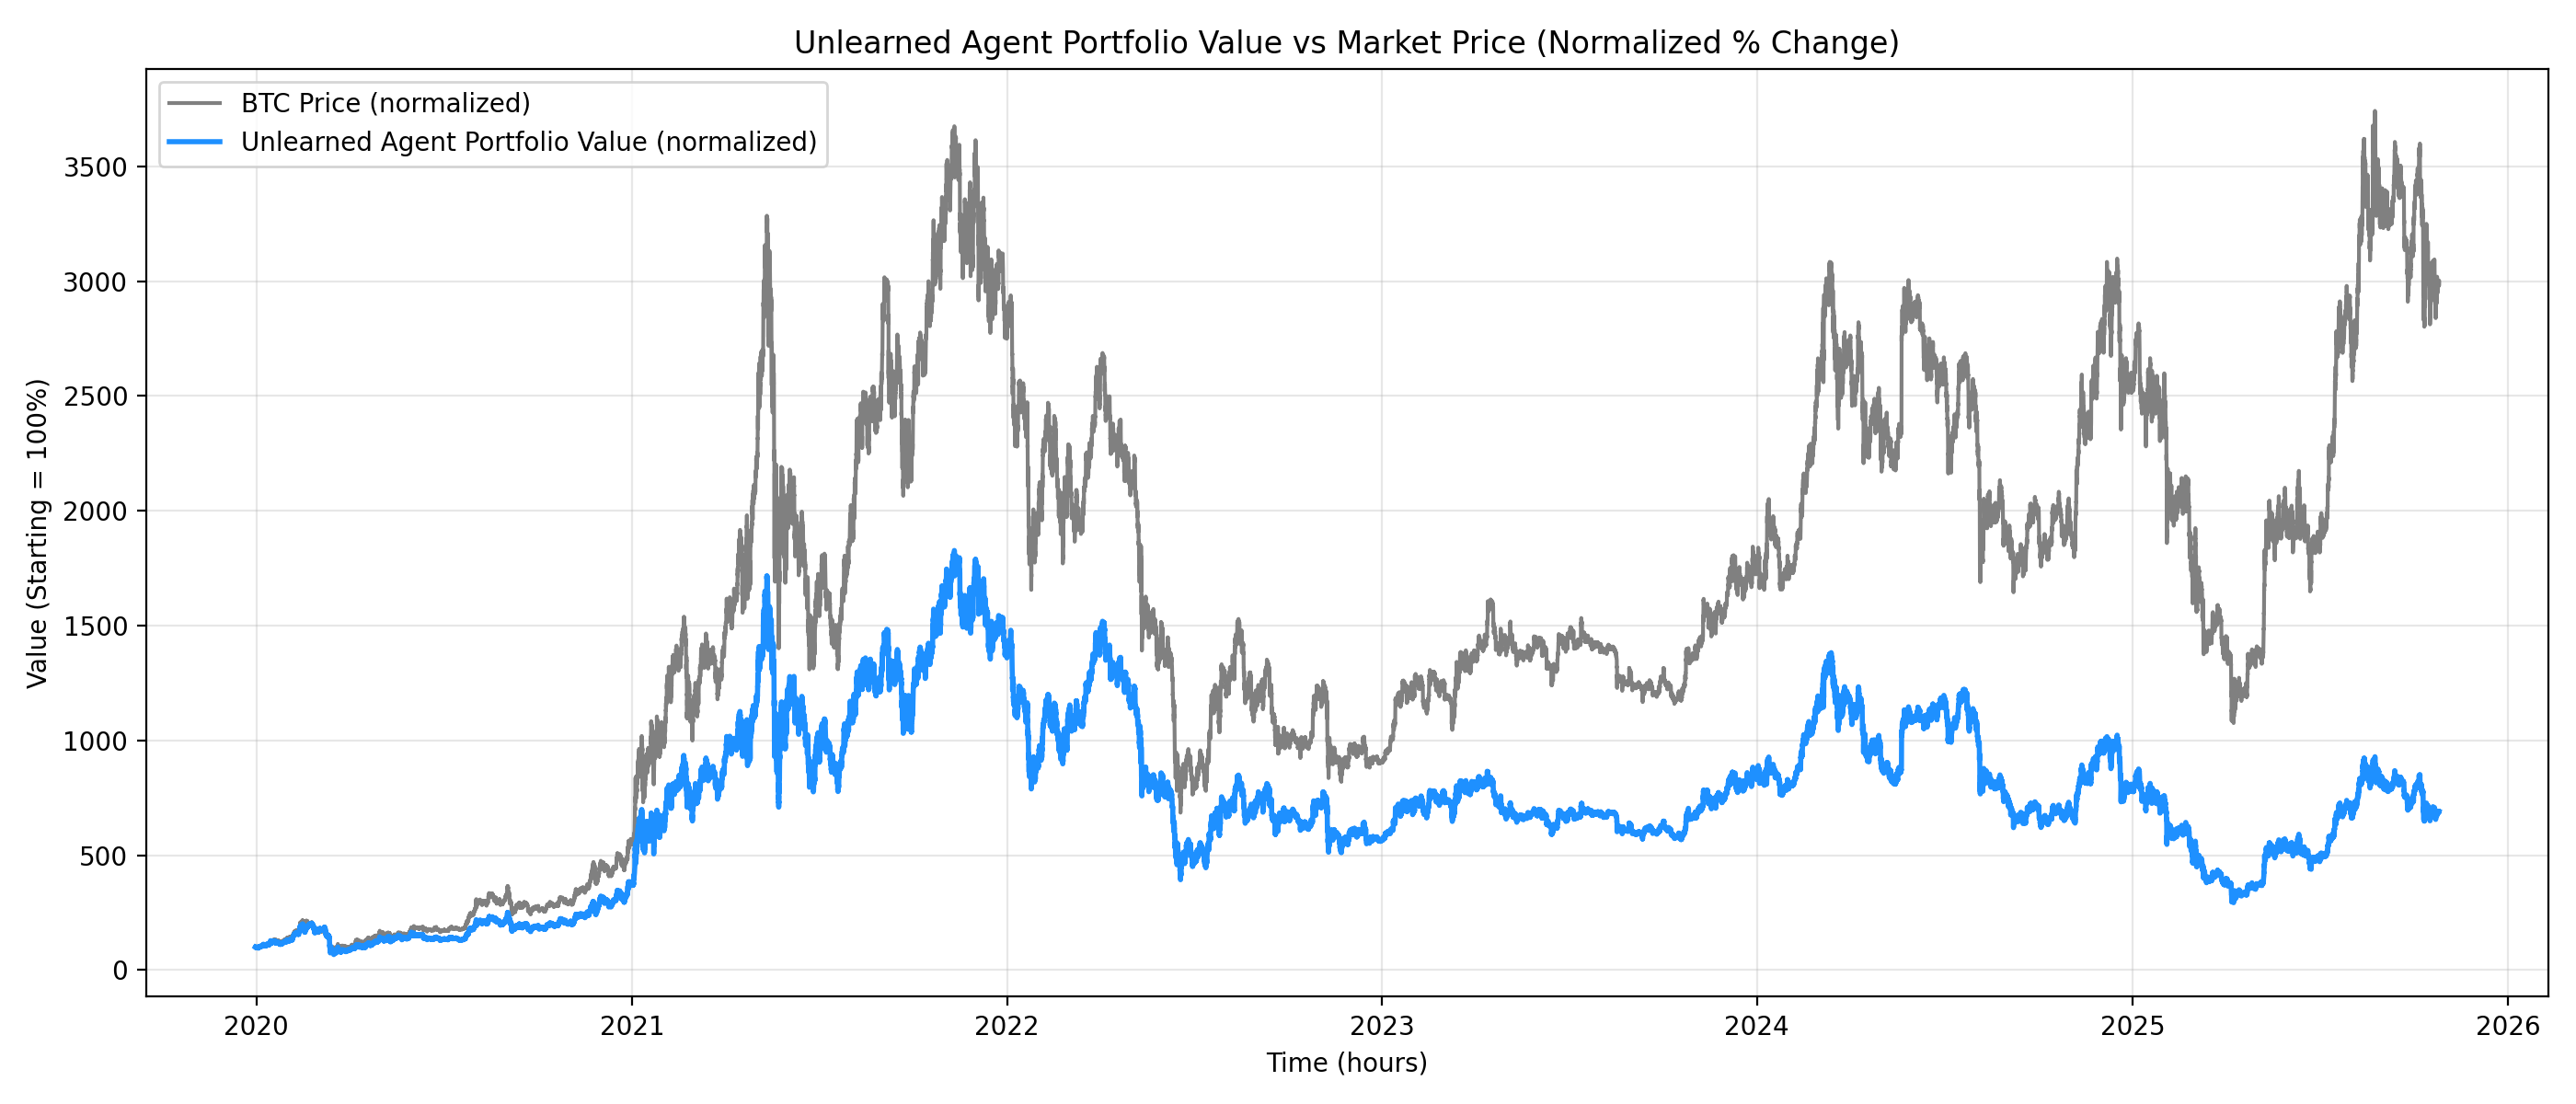 Unlearned Agent Portfolio Value vs Market Price (Normalized % Change)
BTC Price (normalized)
Unlearned Agent Portfolio Value (normalized)
Value (Starting = 100%)
3500
3000
2500
2000
1500
1000
500
0
2020 2021 2022 2023 2024 2025 2026
Time (hours)